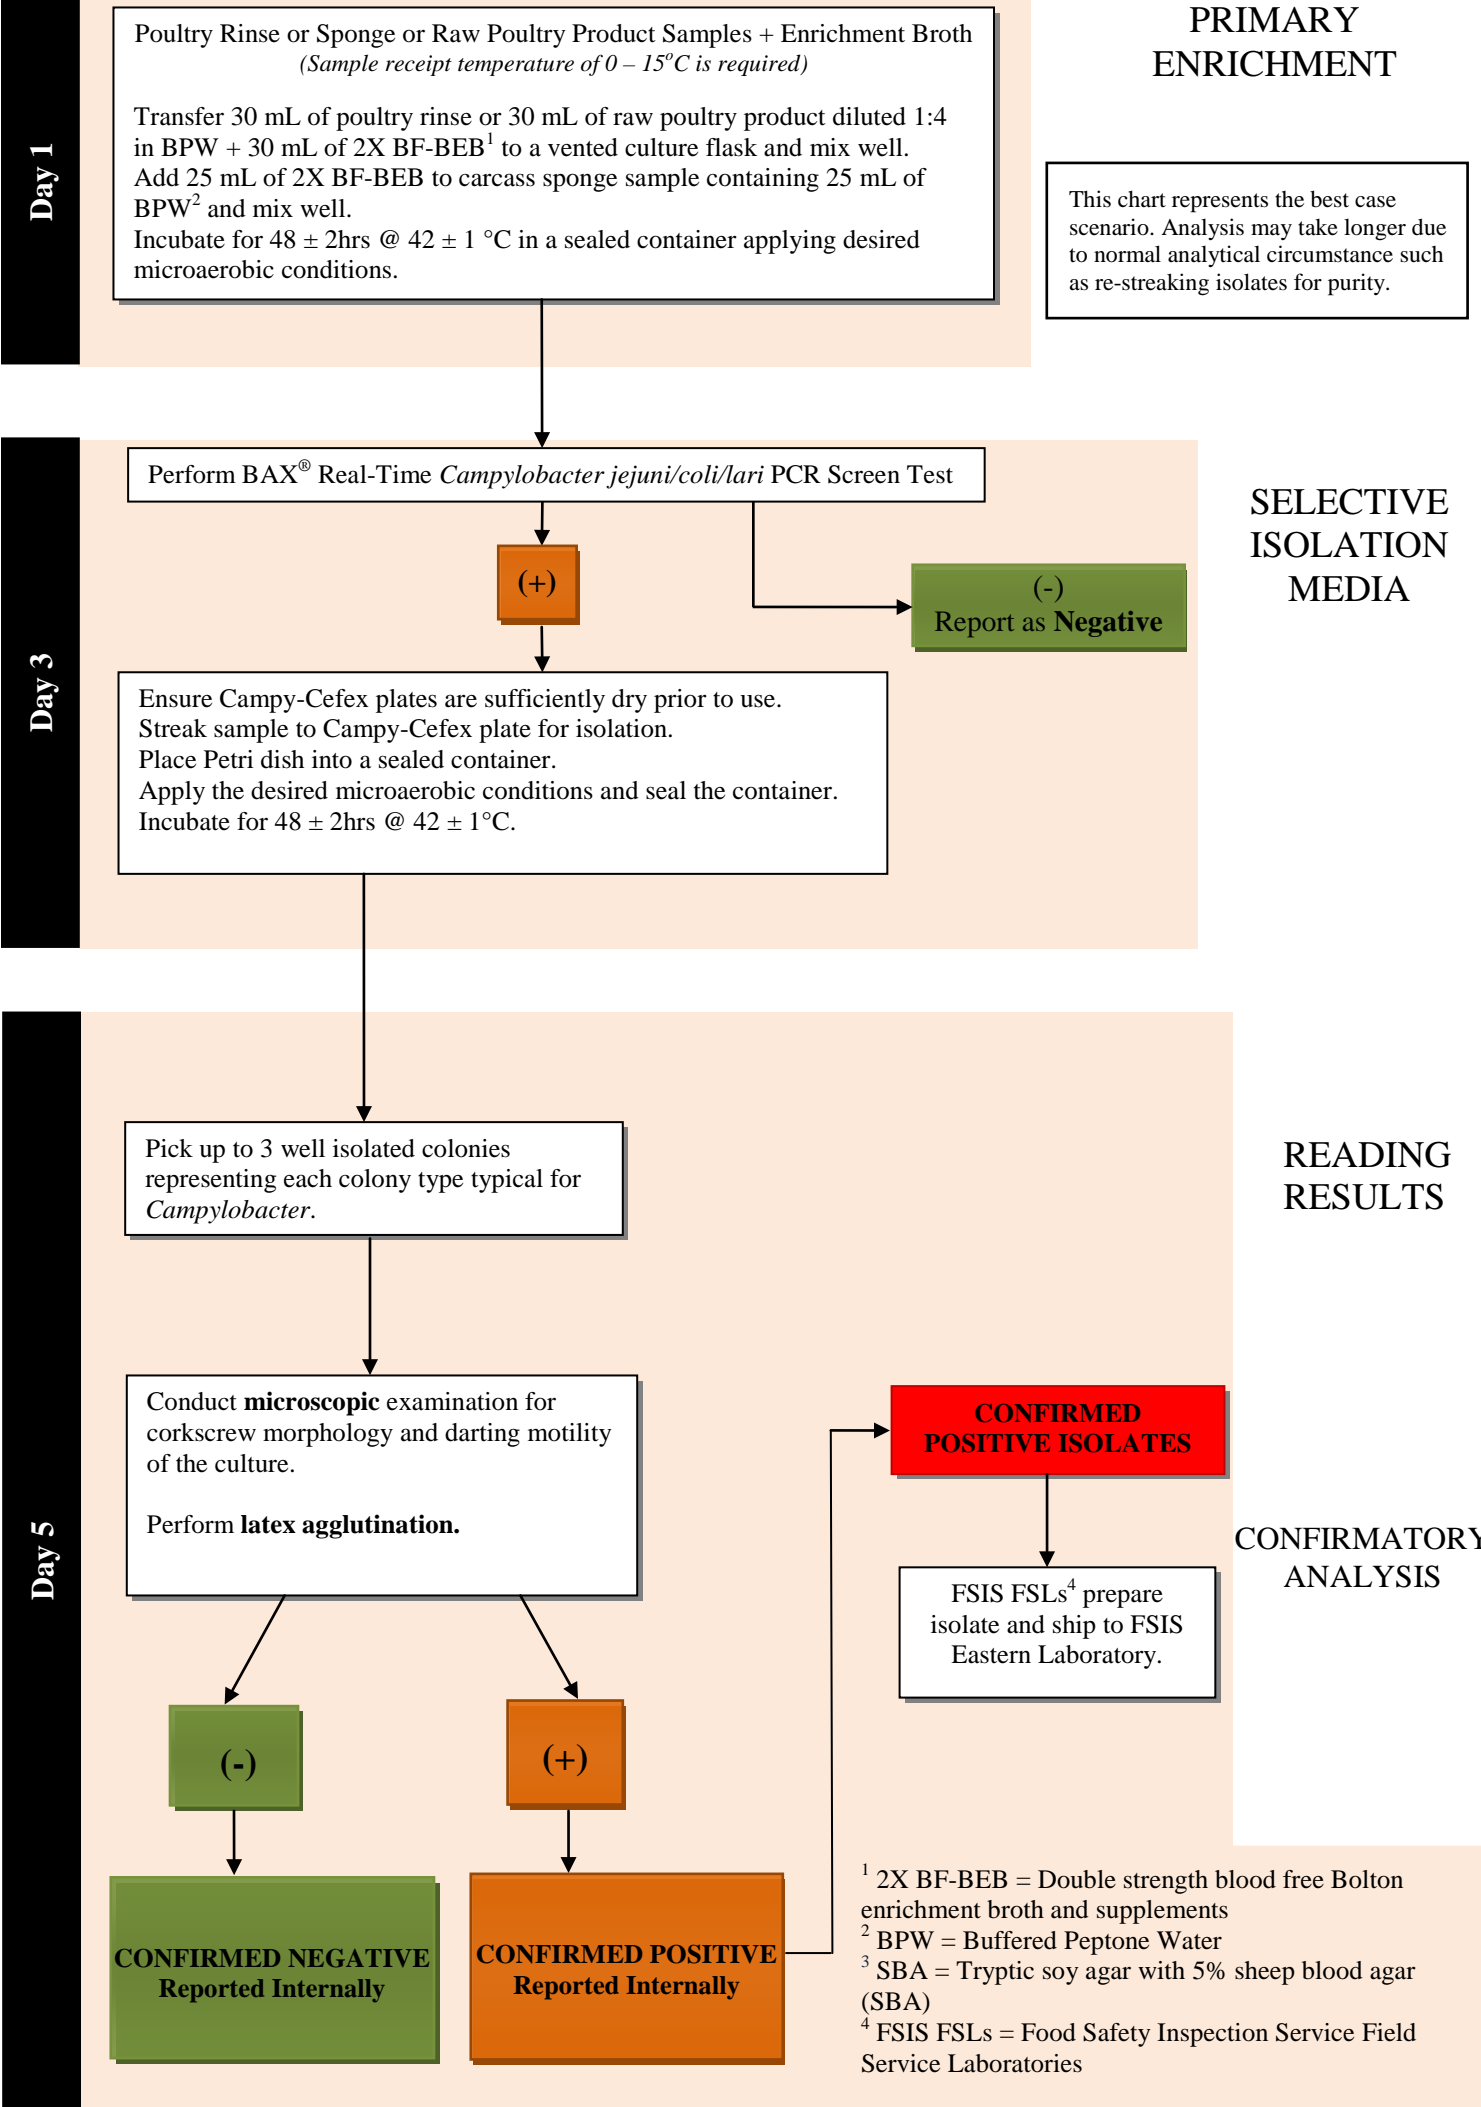 PRIMARY
ENRICHMENT
Day 1
Poultry Rinse or Sponge or Raw Poultry Product Samples + Enrichment Broth
(Sample receipt temperature of 0 – 15°C is required)
Transfer 30 mL of poultry rinse or 30 mL of raw poultry product diluted 1:4
in BPW + 30 mL of 2X BF-BEB¹ to a vented culture flask and mix well.
Add 25 mL of 2X BF-BEB to carcass sponge sample containing 25 mL of
BPW² and mix well.
Incubate for 48 ± 2hrs @ 42 ± 1 °C in a sealed container applying desired
microaerobic conditions.
This chart represents the best case
scenario. Analysis may take longer due
to normal analytical circumstance such
as re-streaking isolates for purity.
Day 3
Perform BAX® Real-Time Campylobacter jejuni/coli/lari PCR Screen Test
SELECTIVE
ISOLATION
MEDIA
(+)
(-)
Report as Negative
Ensure Campy-Cefex plates are sufficiently dry prior to use.
Streak sample to Campy-Cefex plate for isolation.
Place Petri dish into a sealed container.
Apply the desired microaerobic conditions and seal the container.
Incubate for 48 ± 2hrs @ 42 ± 1°C.
Day 5
Pick up to 3 well isolated colonies
representing each colony type typical for
Campylobacter.
READING
RESULTS
Conduct microscopic examination for
corkscrew morphology and darting motility
of the culture.
Perform latex agglutination.
CONFIRMED
POSITIVE ISOLATES
FSIS FSLs⁴ prepare
isolate and ship to FSIS
Eastern Laboratory.
CONFIRMATORY
ANALYSIS
(-)
(+)
CONFIRMED NEGATIVE
Reported Internally
CONFIRMED POSITIVE
Reported Internally
¹ 2X BF-BEB = Double strength blood free Bolton
enrichment broth and supplements
² BPW = Buffered Peptone Water
³ SBA = Tryptic soy agar with 5% sheep blood agar
(SBA)
⁴ FSIS FSLs = Food Safety Inspection Service Field
Service Laboratories